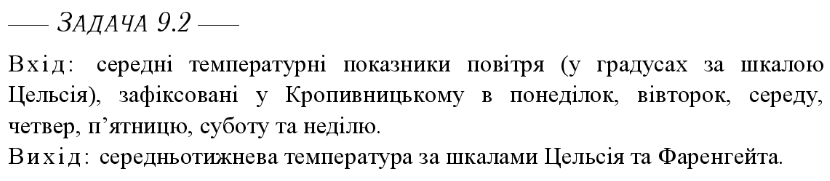 — ЗАДАЧА 9.2 —
Вхід: середні температурні показники повітря (у градусах за шкалою
Цельсія), зафіксовані у Кропивницькому в понеділок, вівторок, середу,
четвер, п’ятницю, суботу та неділю.
Вихід: середньотижнева температура за шкалами Цельсія та Фаренгейта.